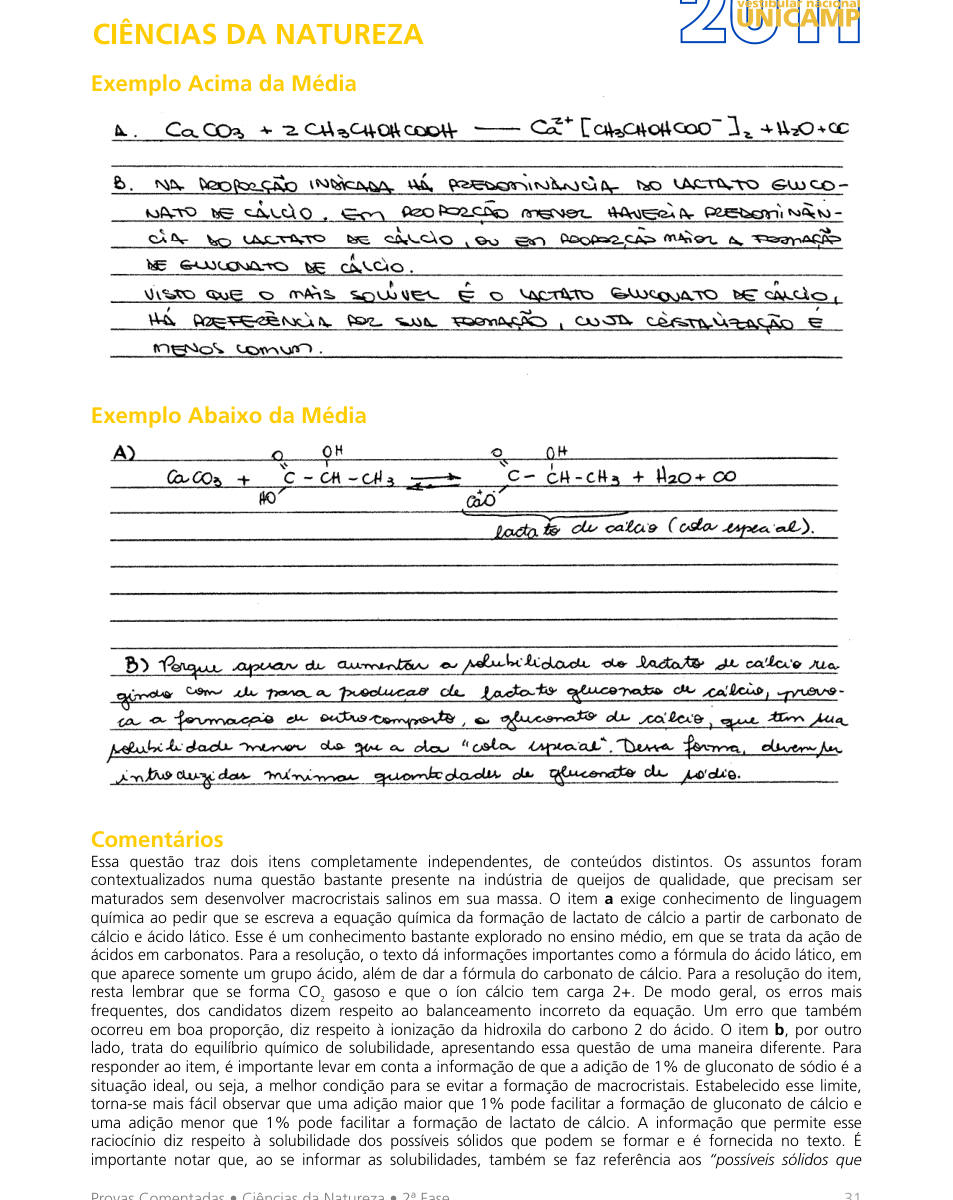 CIÊNCIAS DA NATUREZA
2011
vestibular nacional
UNICAMP
Exemplo Acima da Média
A. CaCO3 + 2 CH3CHOHCOOH — Ca2+ [CH3CHOHCOO-]2 + H2O + CO
B. NA PROPORÇÃO INDICADA HÁ PREDOMINÂNCIA DO LACTATO GLUCO-
NATO DE CÁLCIO. EM PROPORÇÃO MENOR HAVERIA PREDOMINÂN-
CIA DO LACTATO DE CÁLCIO, OU EM PROPORÇÃO MAIOR A FORMAÇÃO
DE GLUCONATO DE CÁLCIO.
VISTO QUE O MAIS SOLÚVEL É O LACTATO GLUCONATO DE CÁLCIO,
HÁ PREFERÊNCIA POR SUA FORMAÇÃO, CUJA CRISTALIZAÇÃO É
MENOS COMUM.
Exemplo Abaixo da Média
A)
O OH O OH
CaCO3 + C - CH - CH3 ⇌ C - CH - CH3 + H2O + CO
HO CaO+
lactato de cálcio (cola especial).
B) Porque apesar de aumentar a solubilidade do lactato de cálcio rea
gindo com ele para a produçao de lactato gluconato de cálcio, provo-
ca a formação de outro composto, o gluconato de cálcio, que tem sua
solubilidade menor do que a da "cola especial". Dessa forma, devem ser
introduzidas mínimas quantidades de gluconato de sódio.
Comentários
Essa questão traz dois itens completamente independentes, de conteúdos distintos. Os assuntos foram
contextualizados numa questão bastante presente na indústria de queijos de qualidade, que precisam ser
maturados sem desenvolver macrocristais salinos em sua massa. O item a exige conhecimento de linguagem
química ao pedir que se escreva a equação química da formação de lactato de cálcio a partir de carbonato de
cálcio e ácido lático. Esse é um conhecimento bastante explorado no ensino médio, em que se trata da ação de
ácidos em carbonatos. Para a resolução, o texto dá informações importantes como a fórmula do ácido lático, em
que aparece somente um grupo ácido, além de dar a fórmula do carbonato de cálcio. Para a resolução do item,
resta lembrar que se forma CO2 gasoso e que o íon cálcio tem carga 2+. De modo geral, os erros mais
frequentes, dos candidatos dizem respeito ao balanceamento incorreto da equação. Um erro que também
ocorreu em boa proporção, diz respeito à ionização da hidroxila do carbono 2 do ácido. O item b, por outro
lado, trata do equilíbrio químico de solubilidade, apresentando essa questão de uma maneira diferente. Para
responder ao item, é importante levar em conta a informação de que a adição de 1% de gluconato de sódio é a
situação ideal, ou seja, a melhor condição para se evitar a formação de macrocristais. Estabelecido esse limite,
torna-se mais fácil observar que uma adição maior que 1% pode facilitar a formação de gluconato de cálcio e
uma adição menor que 1% pode facilitar a formação de lactato de cálcio. A informação que permite esse
raciocínio diz respeito à solubilidade dos possíveis sólidos que podem se formar e é fornecida no texto. É
importante notar que, ao se informar as solubilidades, também se faz referência aos "possíveis sólidos que
Provas Comentadas • Ciências da Natureza • 2ª Fase 31